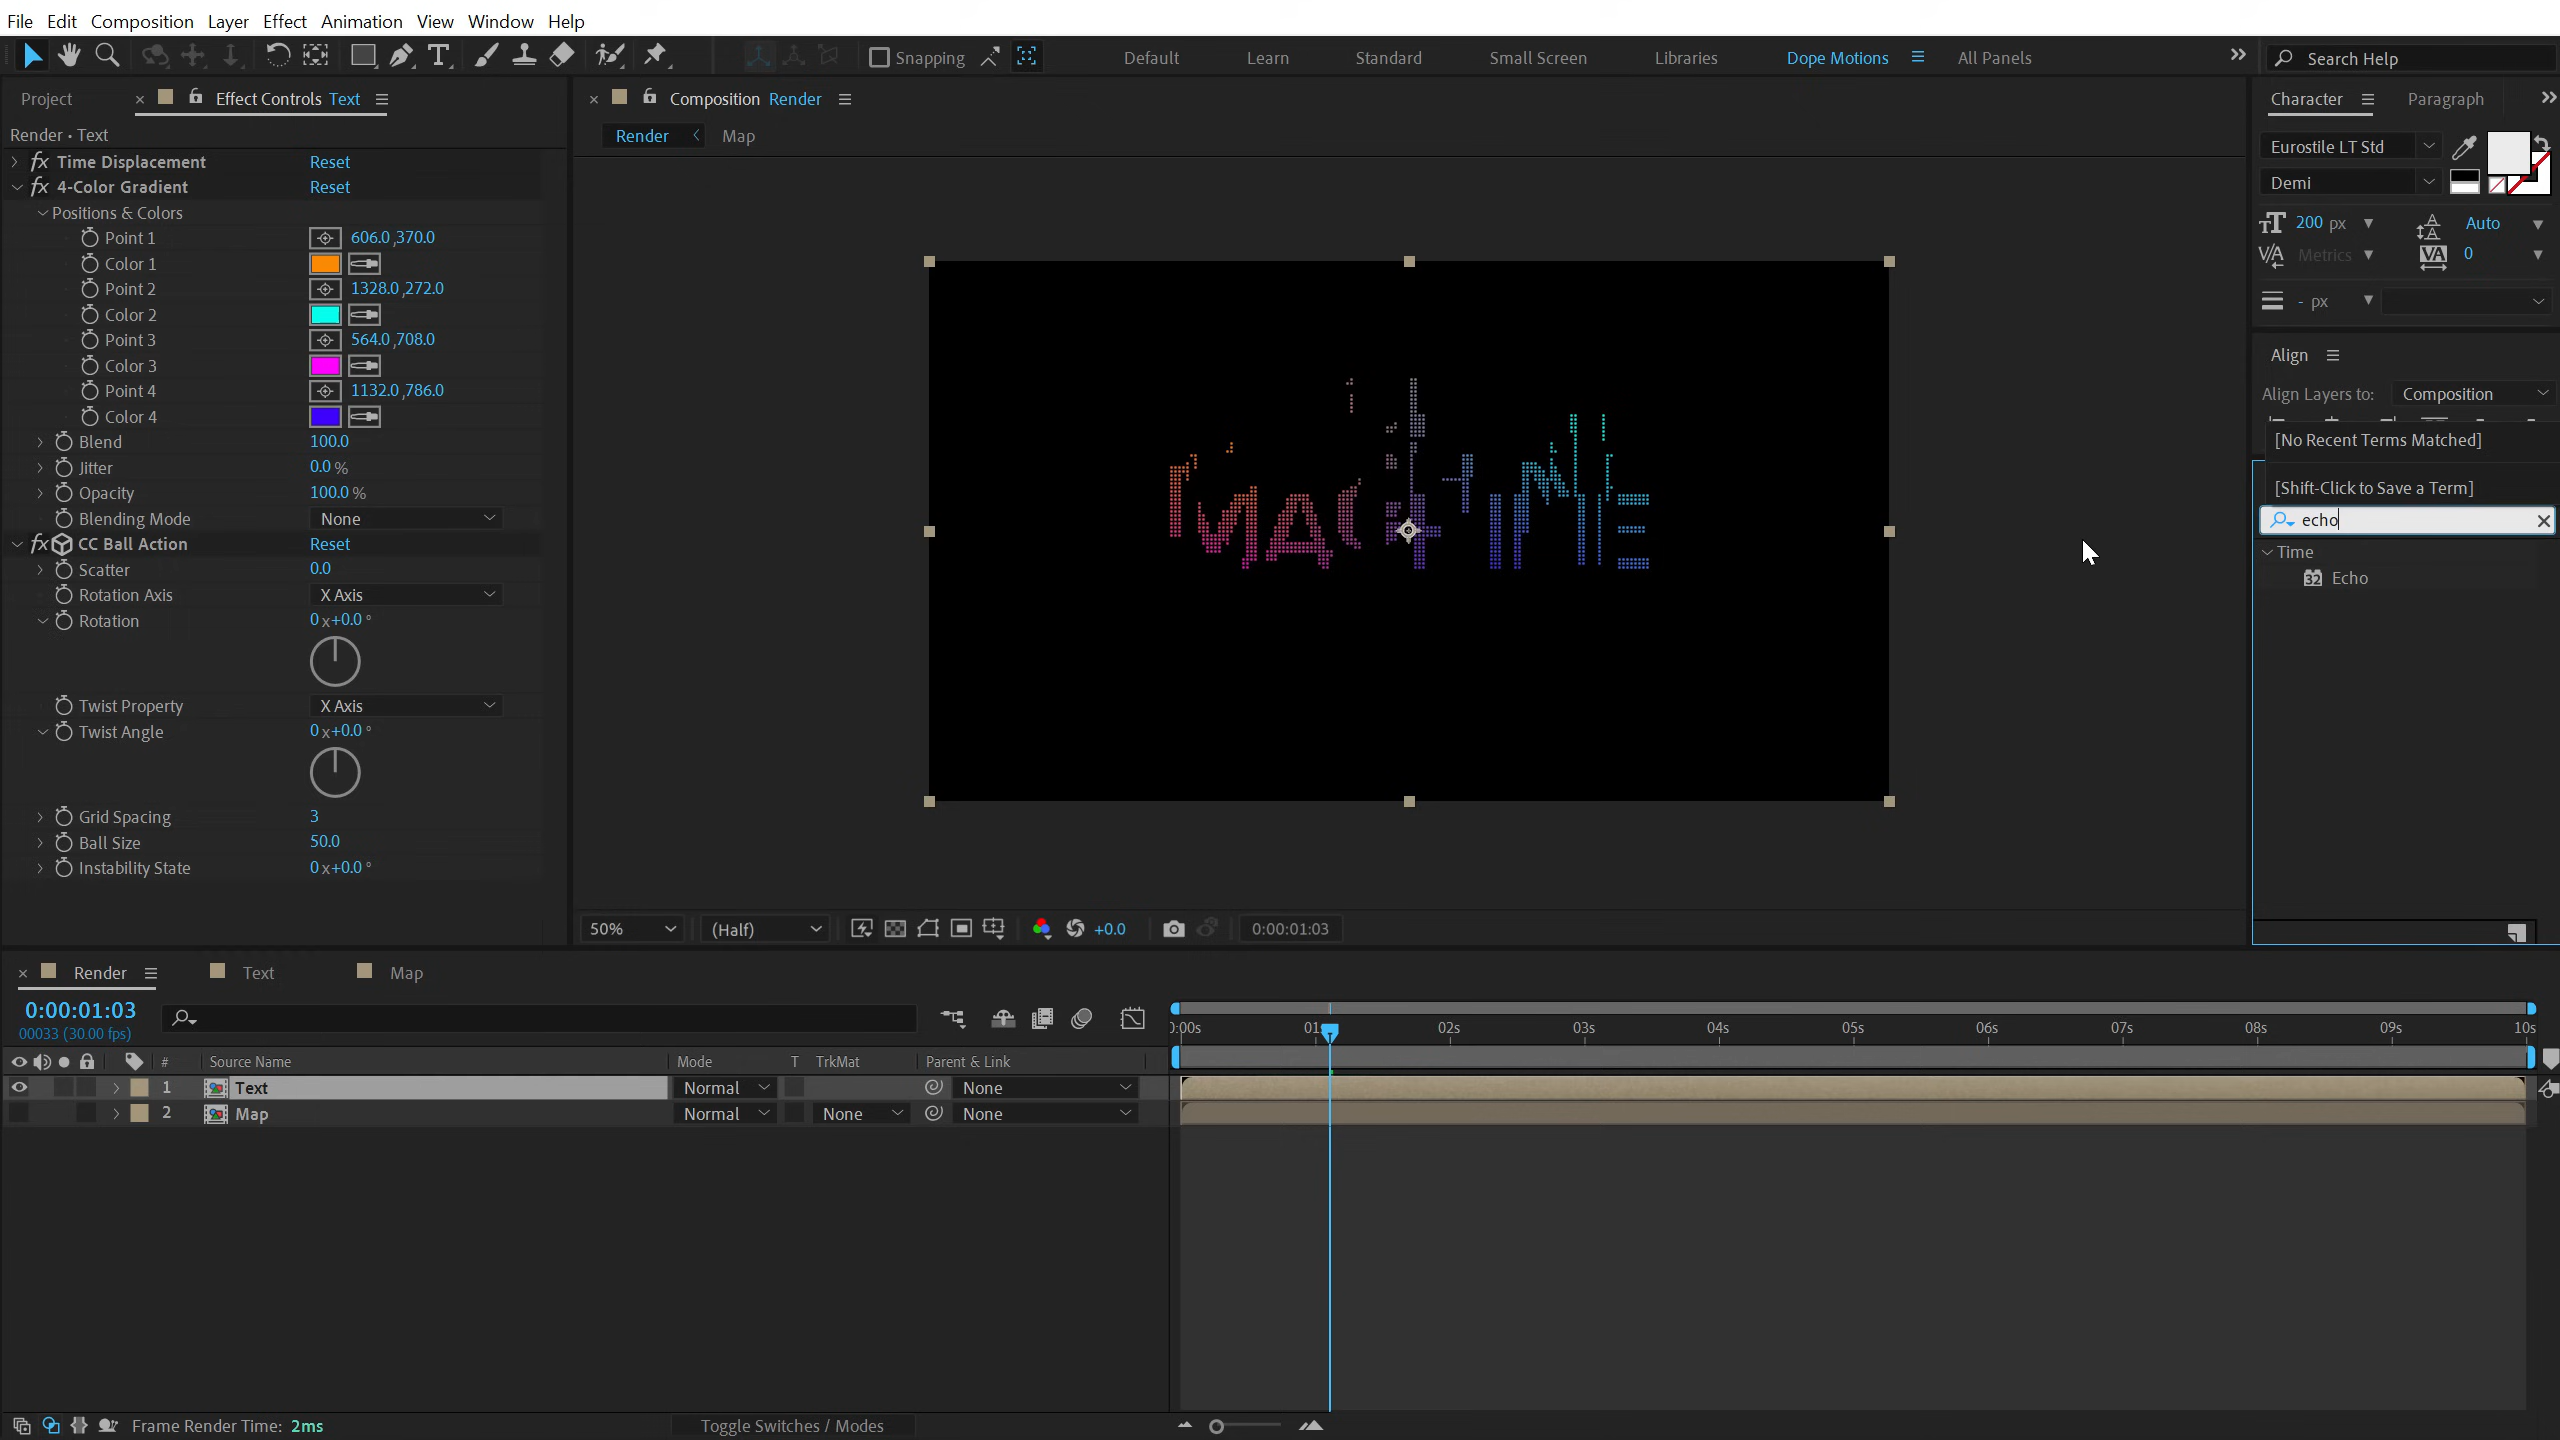 File Edit Composition Layer Effect Animation View Window Help
Snapping Default Learn Standard Small Screen Libraries Dope Motions All Panels Search Help
Project Effect Controls Text
Render • Text
Time Displacement Reset
4-Color Gradient Reset
Positions & Colors
Point 1 606.0,370.0
Color 1
Point 2 1328.0,272.0
Color 2
Point 3 564.0,708.0
Color 3
Point 4 1132.0,786.0
Color 4
Blend 100.0
Jitter 0.0 %
Opacity 100.0 %
Blending Mode None
CC Ball Action Reset
Scatter 0.0
Rotation Axis X Axis
Rotation 0x+0.0°
Twist Property X Axis
Twist Angle 0x+0.0°
Grid Spacing 3
Ball Size 50.0
Instability State 0x+0.0°
Composition Render
Render Map
50% (Half) +0.0 0:00:01:03
Character Paragraph
Eurostile LT Std
Demi
200 px Auto
Metrics 0
- px
Align
Align Layers to: Composition
[No Recent Terms Matched]
[Shift-Click to Save a Term]
echo
Time
32 Echo
Render Text Map
0:00:01:03
00033 (30.00 fps)
02s 03s 04s 05s 06s 07s 08s 09s 10s
# Source Name Mode T TrkMat Parent & Link
1 Text Normal None
2 Map Normal None None
Frame Render Time: 2ms Toggle Switches / Modes